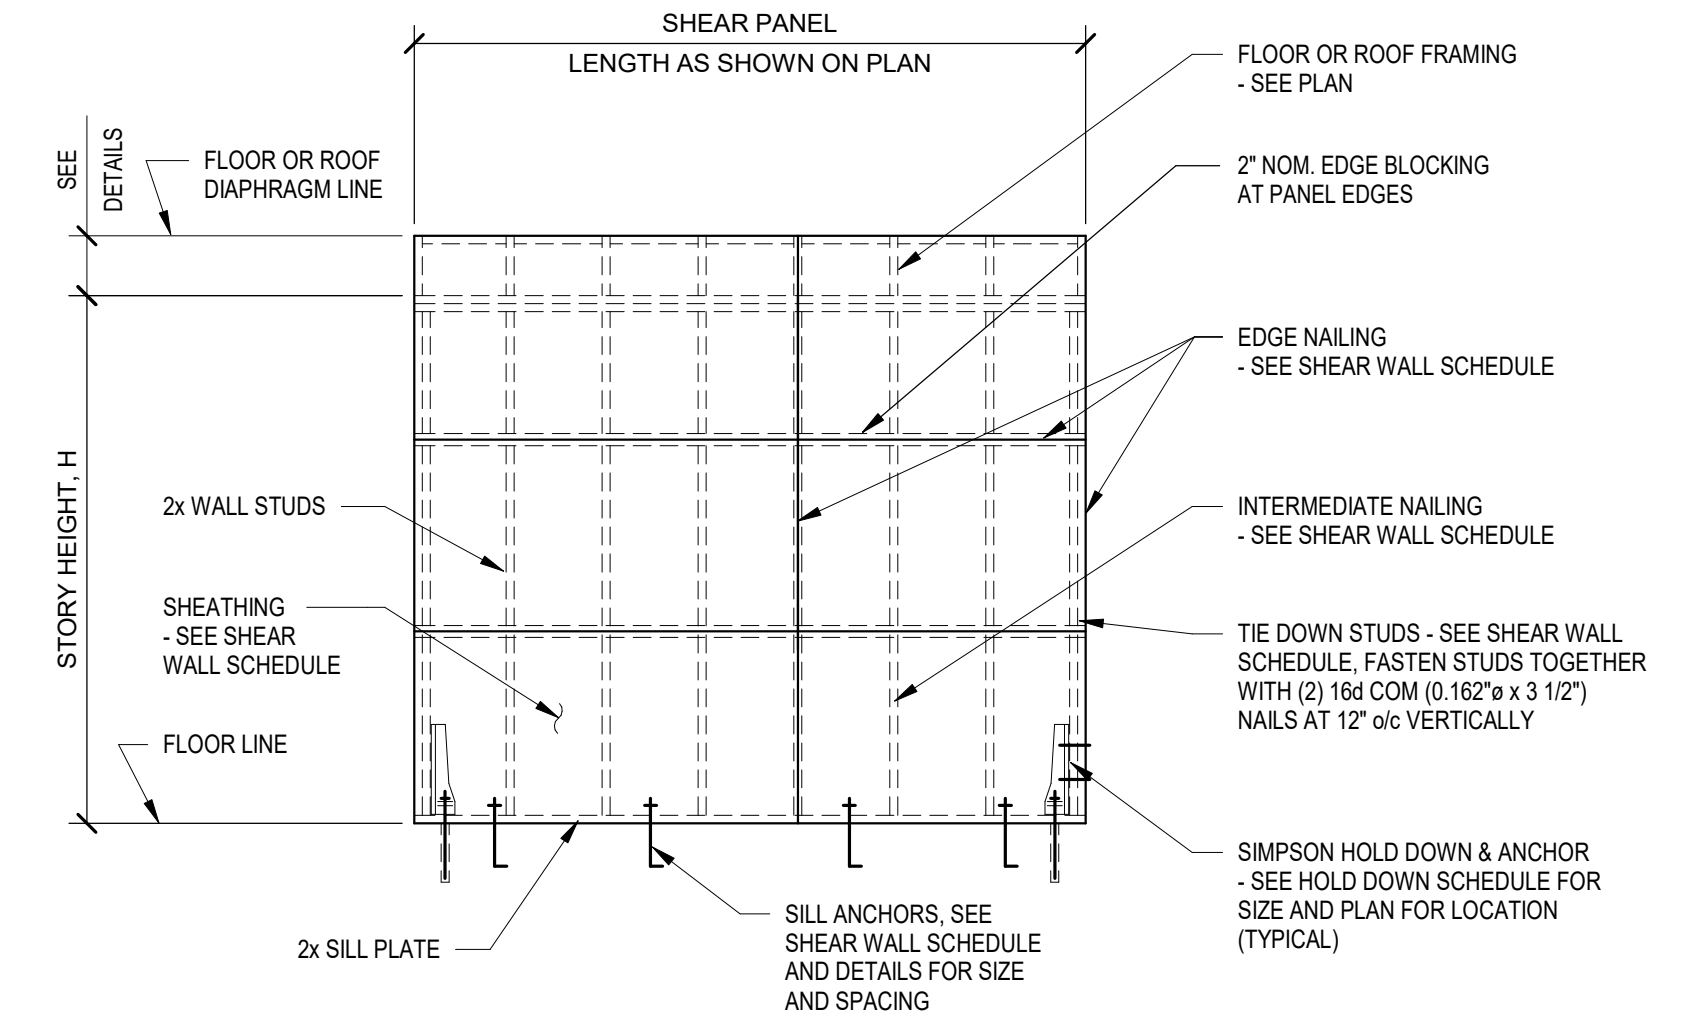 SHEAR PANEL
LENGTH AS SHOWN ON PLAN
SEE
DETAILS
FLOOR OR ROOF
DIAPHRAGM LINE
STORY HEIGHT, H
2x WALL STUDS
SHEATHING
- SEE SHEAR
WALL SCHEDULE
FLOOR LINE
2x SILL PLATE
SILL ANCHORS, SEE
SHEAR WALL SCHEDULE
AND DETAILS FOR SIZE
AND SPACING
FLOOR OR ROOF FRAMING
- SEE PLAN
2" NOM. EDGE BLOCKING
AT PANEL EDGES
EDGE NAILING
- SEE SHEAR WALL SCHEDULE
INTERMEDIATE NAILING
- SEE SHEAR WALL SCHEDULE
TIE DOWN STUDS - SEE SHEAR WALL
SCHEDULE, FASTEN STUDS TOGETHER
WITH (2) 16d COM (0.162"ø x 3 1/2")
NAILS AT 12" o/c VERTICALLY
SIMPSON HOLD DOWN & ANCHOR
- SEE HOLD DOWN SCHEDULE FOR
SIZE AND PLAN FOR LOCATION
(TYPICAL)